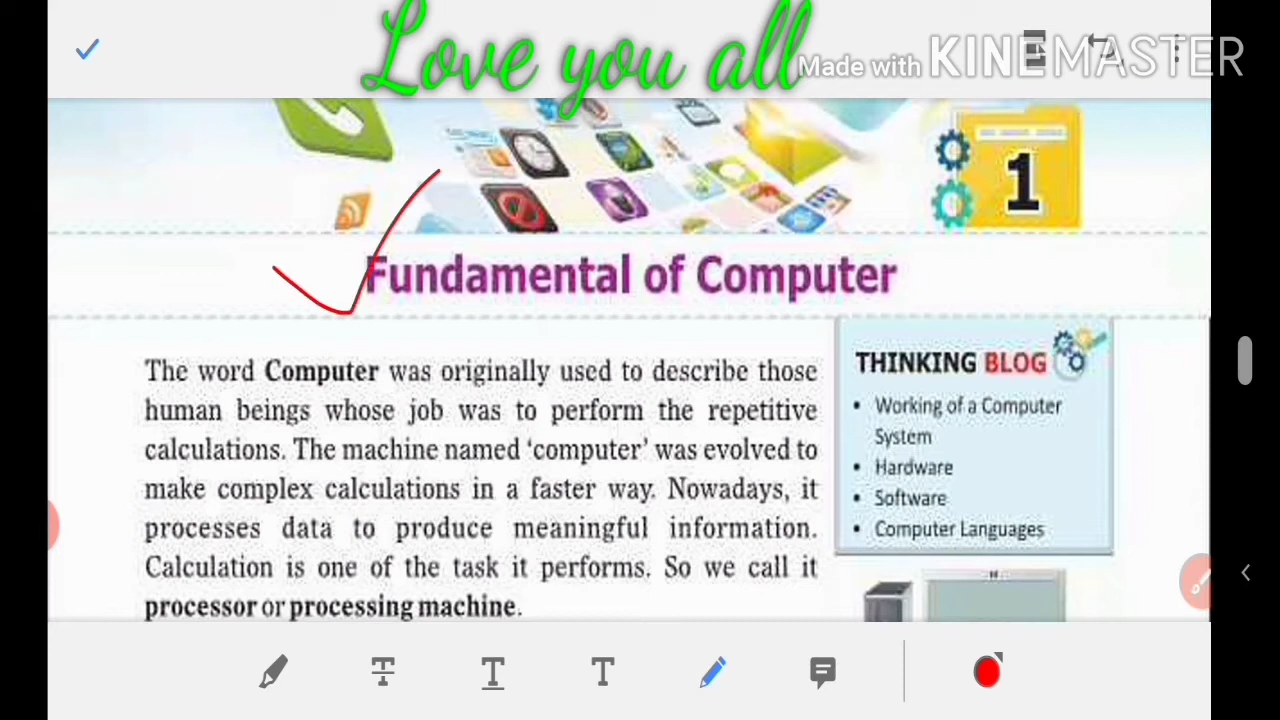 Love you all
Made with KINEMASTER
1
Fundamental of Computer
The word Computer was originally used to describe those
human beings whose job was to perform the repetitive
calculations. The machine named ‘computer’ was evolved to
make complex calculations in a faster way. Nowadays, it
processes data to produce meaningful information.
Calculation is one of the task it performs. So we call it
processor or processing machine.
THINKING BLOG
• Working of a Computer
System
• Hardware
• Software
• Computer Languages
T
T
T